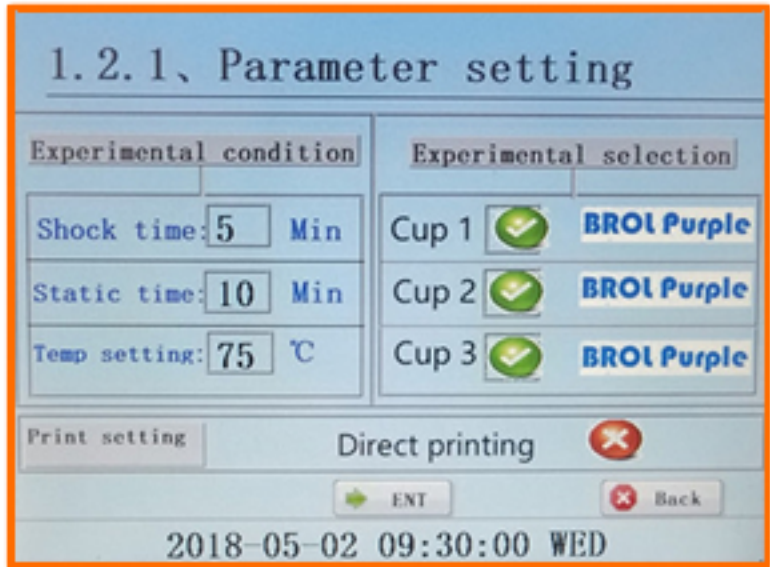 1.2.1、Parameter setting
Experimental condition
Shock time: 5 Min
Static time: 10 Min
Temp setting: 75 ℃
Experimental selection
Cup 1 BROL Purple
Cup 2 BROL Purple
Cup 3 BROL Purple
Print setting Direct printing
ENT Back
2018-05-02 09:30:00 WED